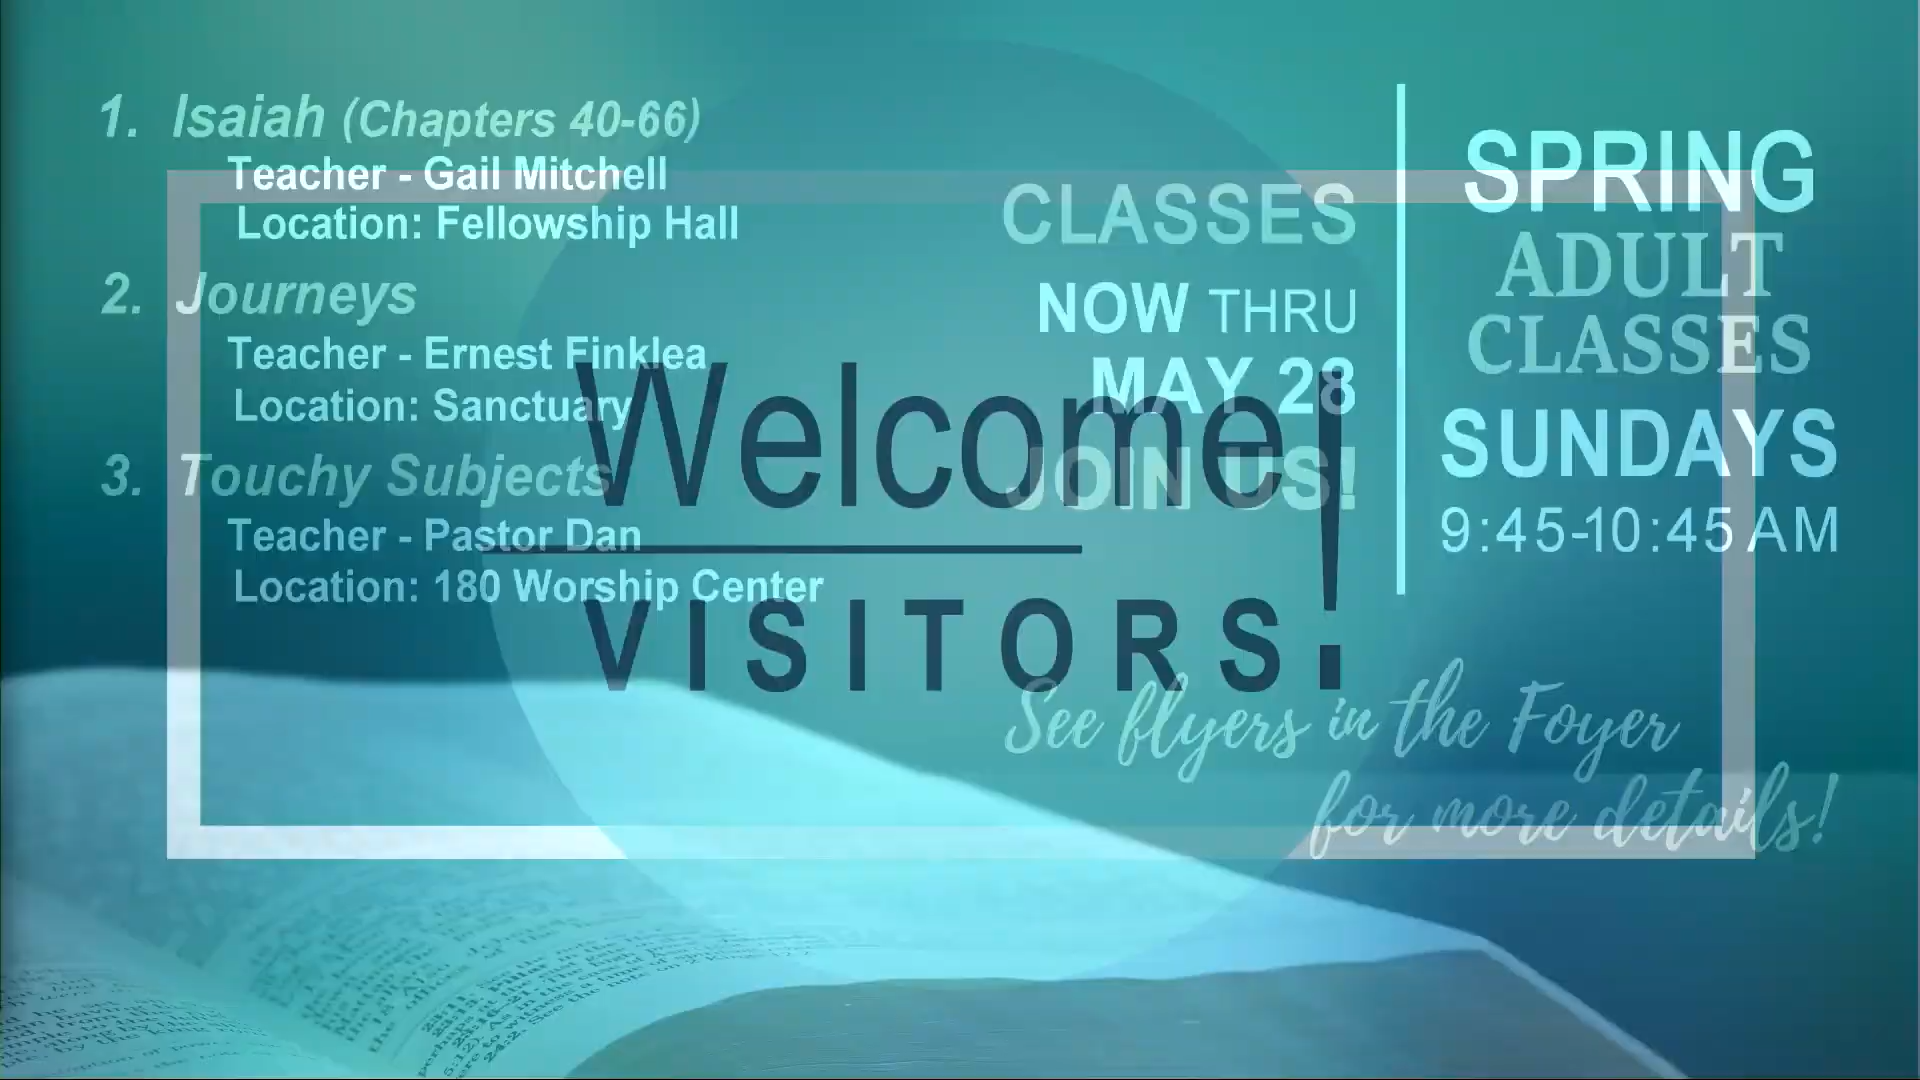 1. Isaiah (Chapters 40-66)
Teacher - Gail Mitchell
Location: Fellowship Hall
2. Journeys
Teacher - Ernest Finklea
Location: Sanctuary
3. Touchy Subjects
Teacher - Pastor Dan
Location: 180 Worship Center
CLASSES
NOW THRU
MAY 28
JOIN US!
SPRING
ADULT
CLASSES
SUNDAYS
9:45-10:45 AM
Welcome!
VISITORS
See flyers in the Foyer
for more details!